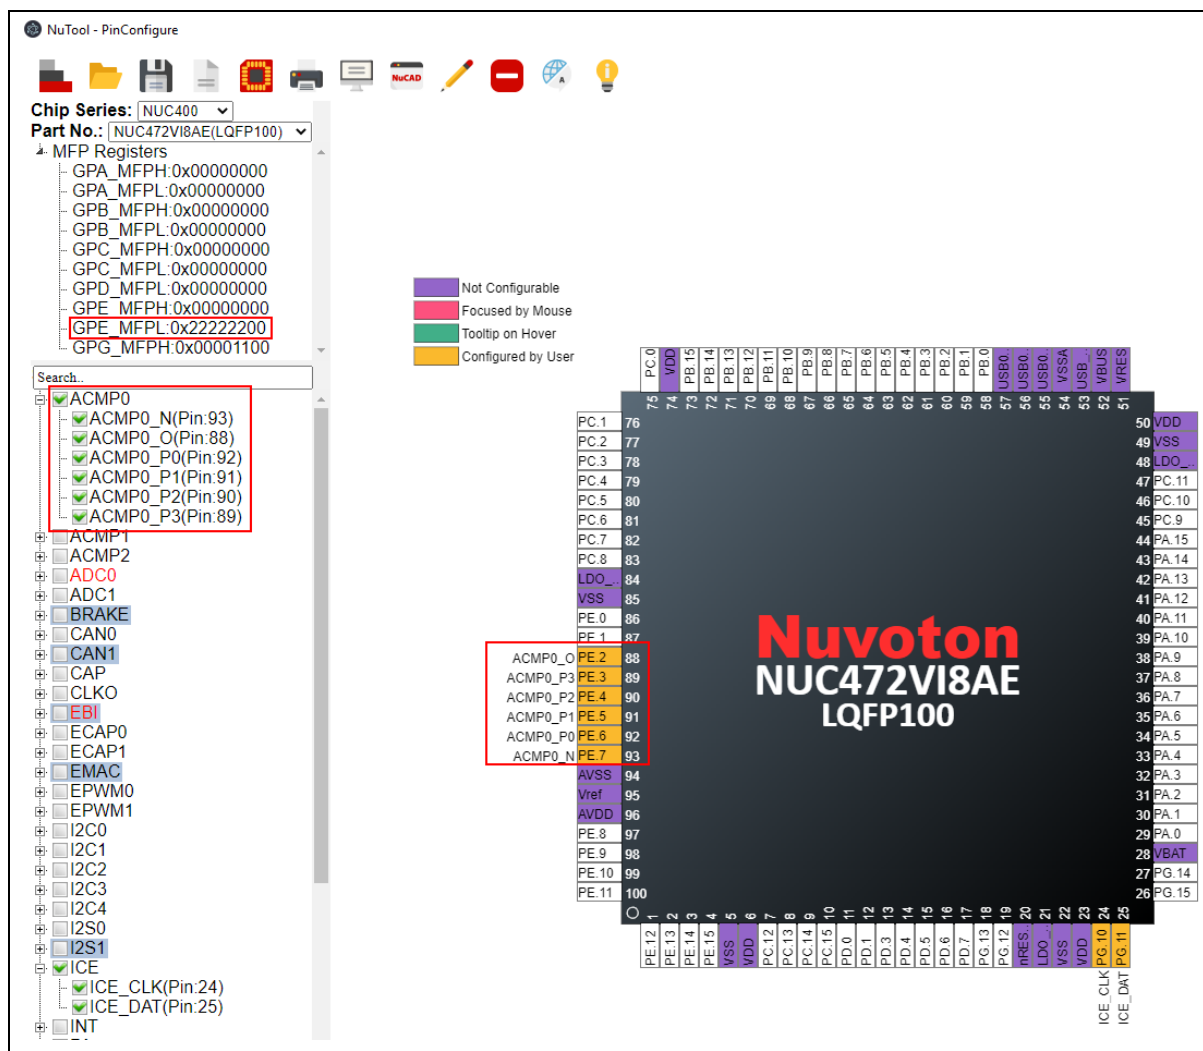 NuTool - PinConfigure
NuCAD
A
Chip Series: NUC400
Part No.: NUC472VI8AE(LQFP100)
MFP Registers
GPA_MFPH:0x00000000
GPA_MFPL:0x00000000
GPB_MFPH:0x00000000
GPB_MFPL:0x00000000
GPC_MFPH:0x00000000
GPC_MFPL:0x00000000
GPD_MFPL:0x00000000
GPE_MFPH:0x00000000
GPE_MFPL:0x22222200
GPG_MFPH:0x00001100
Search..
ACMP0
ACMP0_N(Pin:93)
ACMP0_O(Pin:88)
ACMP0_P0(Pin:92)
ACMP0_P1(Pin:91)
ACMP0_P2(Pin:90)
ACMP0_P3(Pin:89)
ACMP1
ACMP2
ADC0
ADC1
BRAKE
CAN0
CAN1
CAP
CLKO
EBI
ECAP0
ECAP1
EMAC
EPWM0
EPWM1
I2C0
I2C1
I2C2
I2C3
I2C4
I2S0
I2S1
ICE
ICE_CLK(Pin:24)
ICE_DAT(Pin:25)
INT
Not Configurable
Focused by Mouse
Tooltip on Hover
Configured by User
PC.0 VDD PB.15 PB.14 PB.13 PB.12 PB.11 PB.10 PB.9 PB.8 PB.7 PB.6 PB.5 PB.4 PB.3 PB.2 PB.1 PB.0 USB0.. USB0.. USB0.. VSSA USB_.. VBUS VRES
75 74 73 72 71 70 69 68 67 66 65 64 63 62 61 60 59 58 57 56 55 54 53 52 51
PC.1 76
PC.2 77
PC.3 78
PC.4 79
PC.5 80
PC.6 81
PC.7 82
PC.8 83
LDO_.. 84
VSS 85
PE.0 86
PE.1 87
ACMP0_O PE.2 88
ACMP0_P3 PE.3 89
ACMP0_P2 PE.4 90
ACMP0_P1 PE.5 91
ACMP0_P0 PE.6 92
ACMP0_N PE.7 93
AVSS 94
Vref 95
AVDD 96
PE.8 97
PE.9 98
PE.10 99
PE.11 100
Nuvoton
NUC472VI8AE
LQFP100
50 VDD
49 VSS
48 LDO_..
47 PC.11
46 PC.10
45 PC.9
44 PA.15
43 PA.14
42 PA.13
41 PA.12
40 PA.11
39 PA.10
38 PA.9
37 PA.8
36 PA.7
35 PA.6
34 PA.5
33 PA.4
32 PA.3
31 PA.2
30 PA.1
29 PA.0
28 VBAT
27 PG.14
26 PG.15
1 2 3 4 5 6 7 8 9 10 11 12 13 14 15 16 17 18 19 20 21 22 23 24 25
PE.12 PE.13 PE.14 PE.15 VSS VDD PC.12 PC.13 PC.14 PC.15 PD.0 PD.1 PD.3 PD.4 PD.5 PD.6 PD.7 PG.13 PG.12 nRES.. LDO_.. VSS VDD PG.10 PG.11
ICE_CLK
ICE_DAT